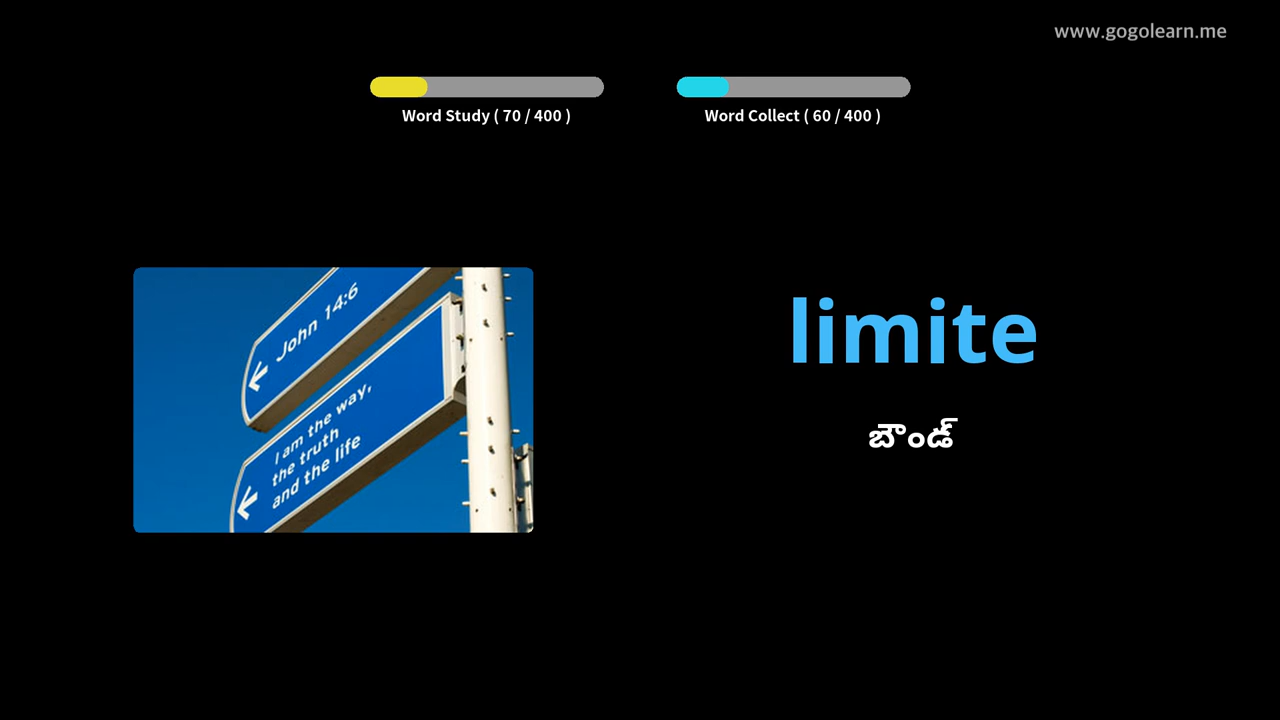 www.gogolearn.me
Word Study ( 70 / 400 )
Word Collect ( 60 / 400 )
John 14:6
I am the way,
the truth
and the life
limite
బౌండ్